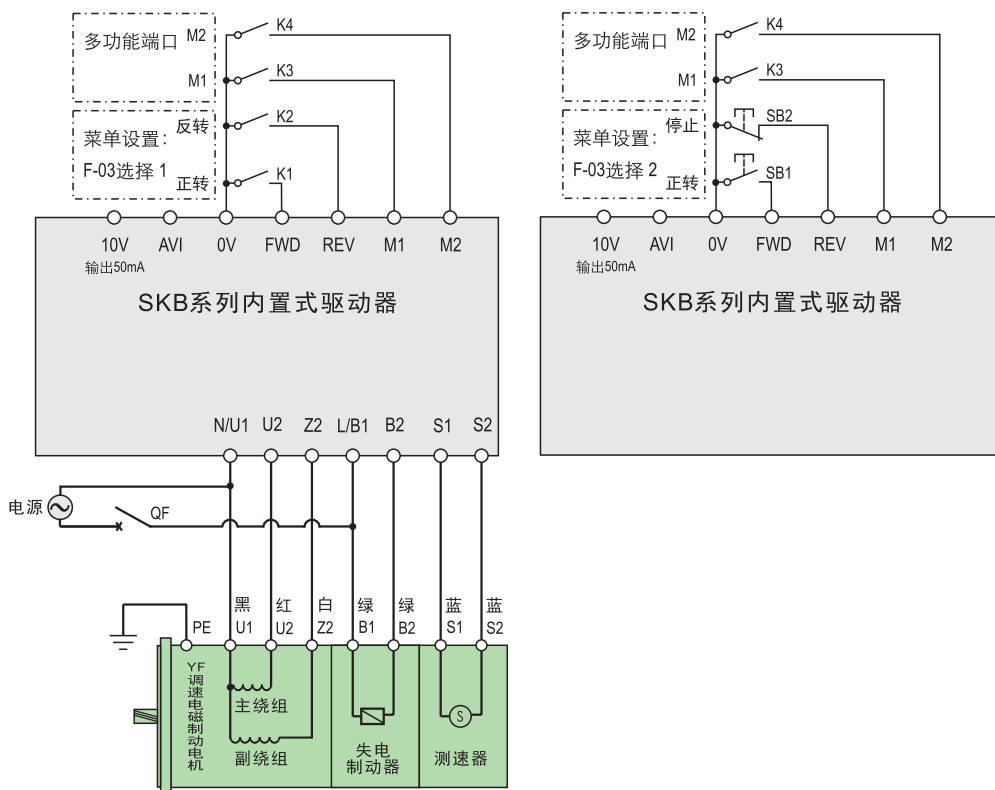 多功能端口 M2
K4
M1
K3
菜单设置:
反转
K2
F-03选择 1
正转
K1
10V AVI 0V FWD REV M1 M2
输出50mA
SKB系列内置式驱动器
N/U1 U2 Z2 L/B1 B2 S1 S2
电源
QF
黑 红 白 绿 绿 蓝 蓝
PE U1 U2 Z2 B1 B2 S1 S2
YF调速电磁制动电机
主绕组
副绕组
失电
制动器
S
测速器
多功能端口 M2
K4
M1
K3
菜单设置:
停止
SB2
F-03选择 2
正转
SB1
10V AVI 0V FWD REV M1 M2
输出50mA
SKB系列内置式驱动器